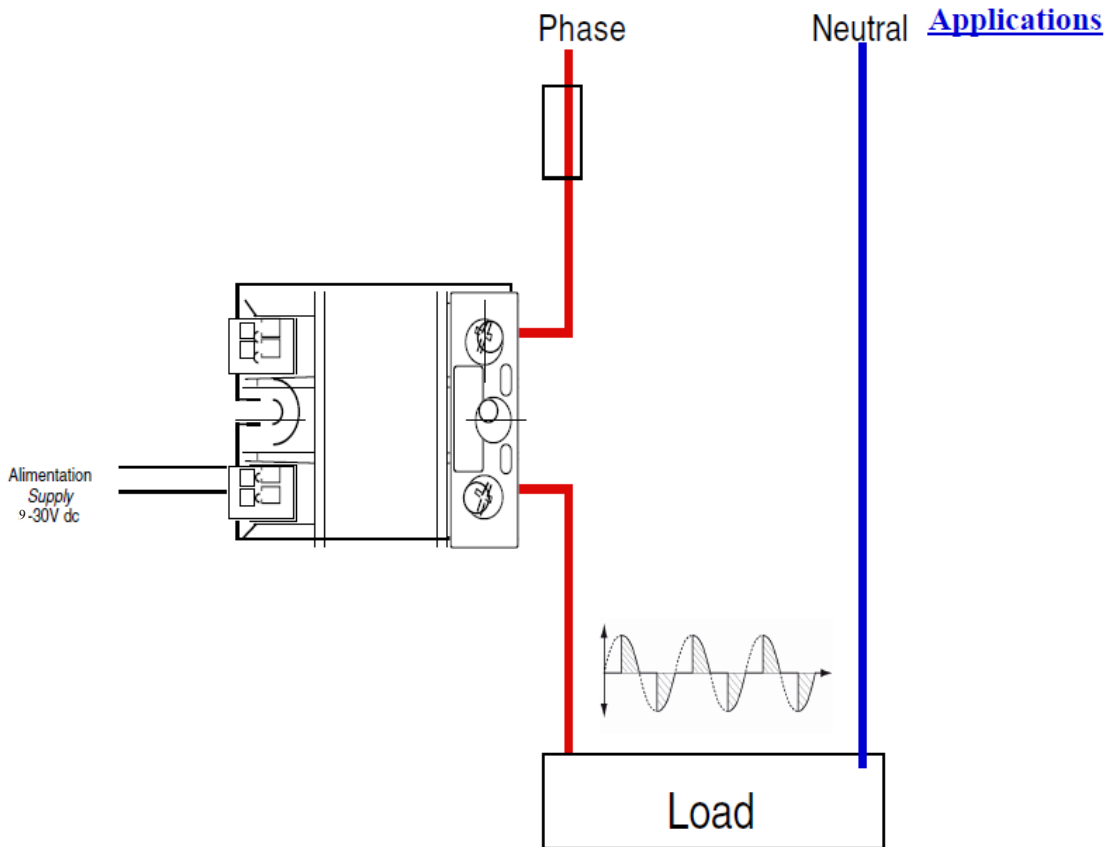 Phase
Neutral
Applications
Alimentation
Supply
9-30V dc
Load